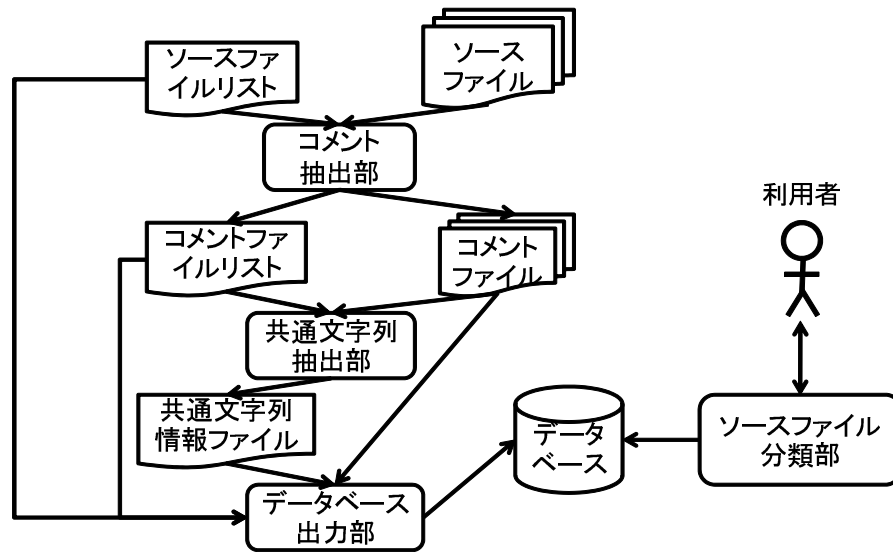 ソースファ
イルリスト
ソース
ファイル
コメント
抽出部
利用者
コメントファ
イルリスト
コメント
ファイル
共通文字列
抽出部
共通文字列
情報ファイル
データ
ベース
ソースファイル
分類部
データベース
出力部